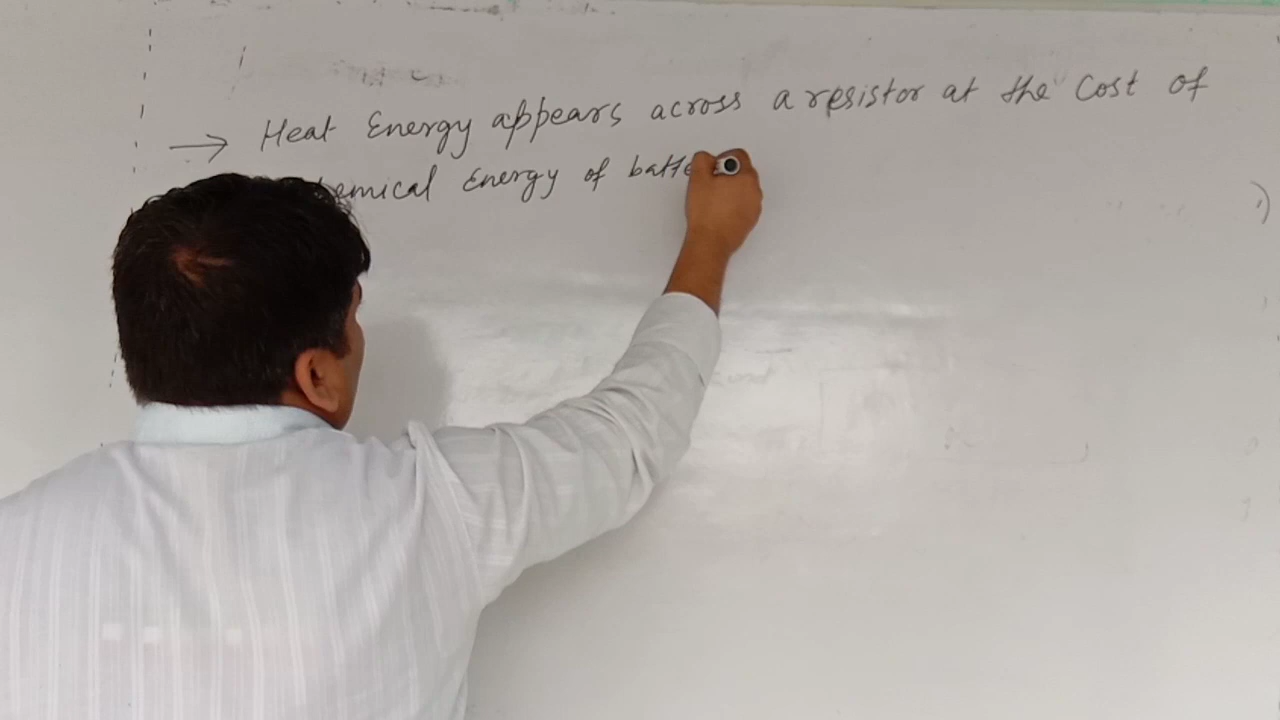 → Heat Energy appears across a resistor at the Cost of
Energy of